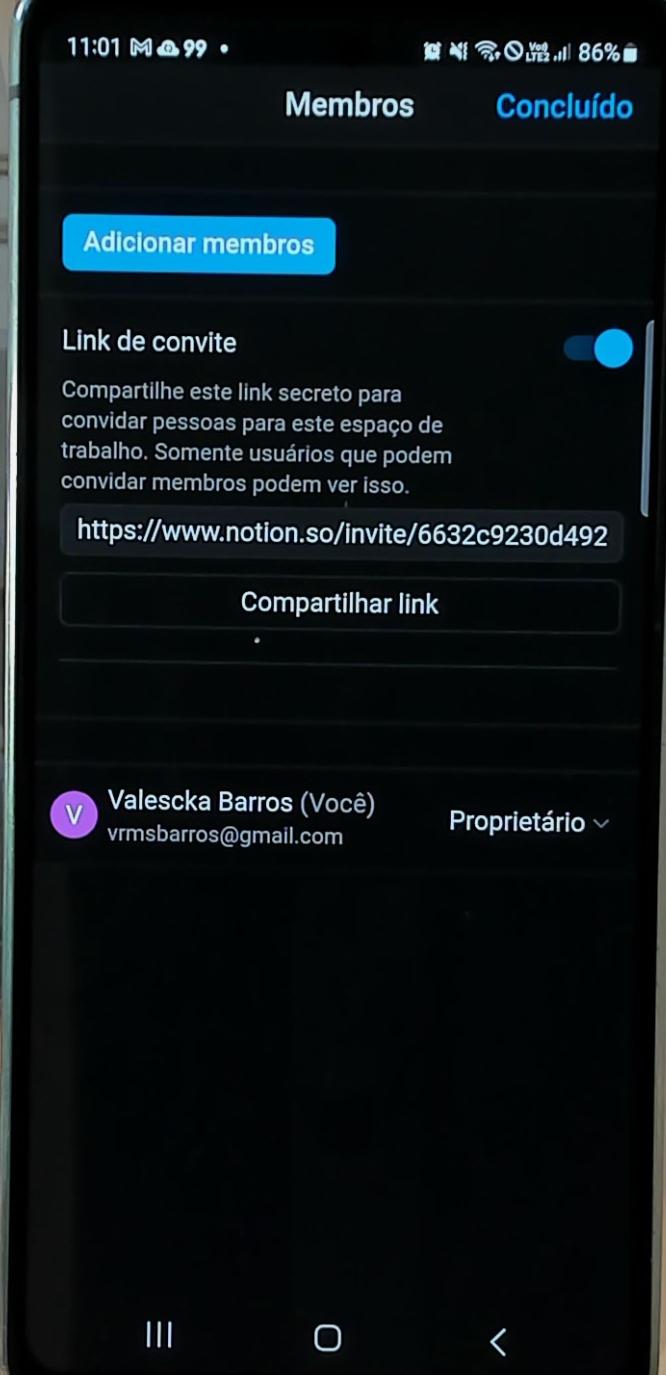 11:01 99 86%
Membros Concluído
Adicionar membros
Link de convite
Compartilhe este link secreto para
convidar pessoas para este espaço de
trabalho. Somente usuários que podem
convidar membros podem ver isso.
https://www.notion.so/invite/6632c9230d492
Compartilhar link
V
Valescka Barros (Você)
vrmsbarros@gmail.com
Proprietário